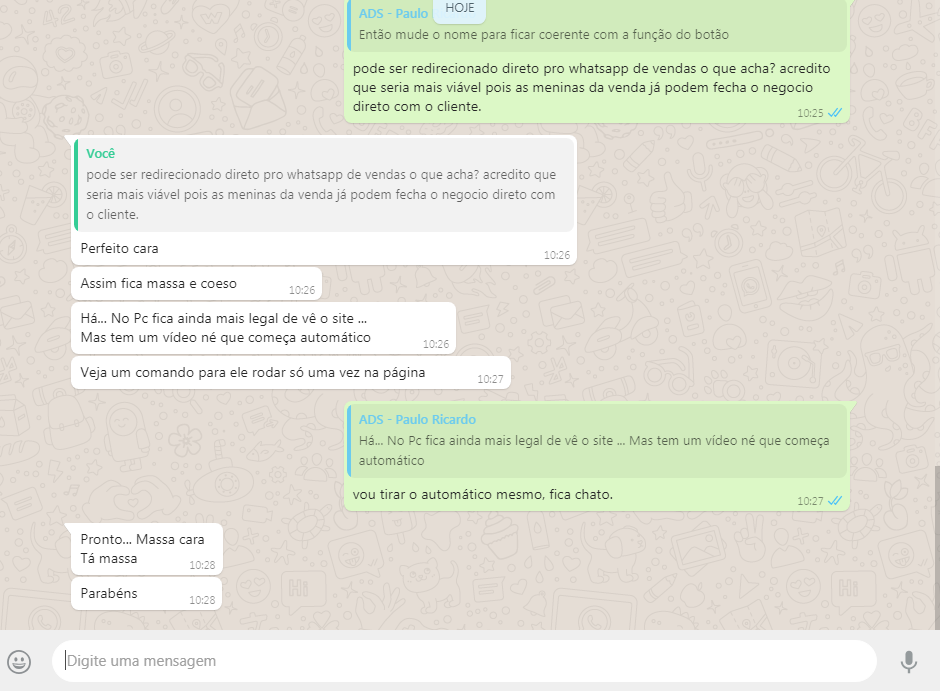 HOJE
ADS - Paulo
Então mude o nome para ficar coerente com a função do botão
pode ser redirecionado direto pro whatsapp de vendas o que acha? acredito
que seria mais viável pois as meninas da venda já podem fecha o negocio
direto com o cliente.
10:25
Você
pode ser redirecionado direto pro whatsapp de vendas o que acha? acredito que
seria mais viável pois as meninas da venda já podem fecha o negocio direto com
o cliente.
Perfeito cara
10:26
Assim fica massa e coeso
10:26
Há... No Pc fica ainda mais legal de vê o site ...
Mas tem um vídeo né que começa automático
10:26
Veja um comando para ele rodar só uma vez na página
10:27
ADS - Paulo Ricardo
Há... No Pc fica ainda mais legal de vê o site ... Mas tem um vídeo né que começa
automático
vou tirar o automático mesmo, fica chato.
10:27
Pronto... Massa cara
Tá massa
10:28
Parabéns
10:28
Digite uma mensagem